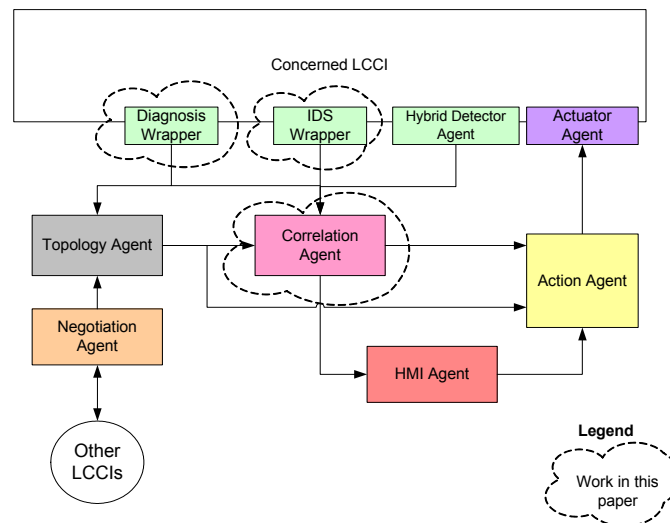 Concerned LCCI
Diagnosis
Wrapper
IDS
Wrapper
Hybrid Detector
Agent
Actuator
Agent
Topology Agent
Correlation
Agent
Action Agent
Negotiation
Agent
HMI Agent
Other
LCCIs
Legend
Work in this
paper